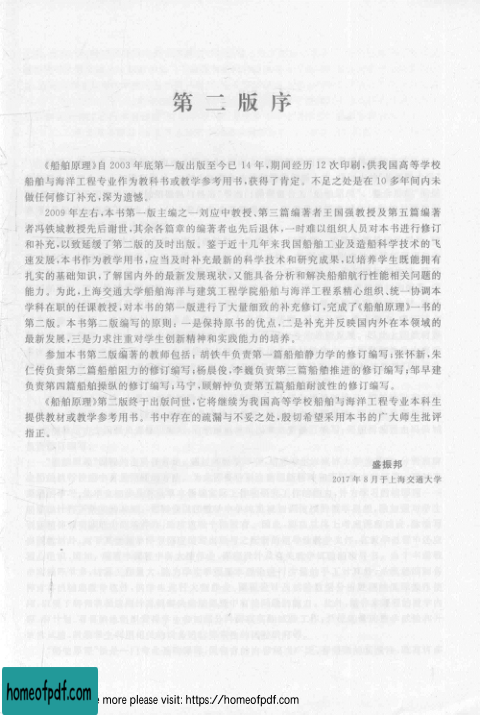 第二版序
《船舶原理》自 2003 年底第一版出版至今已 14 年，期间经历 12 次印刷，供我国高等学校
船舶与海洋工程专业作为教科书或教学参考用书，获得了肯定。不足之处是在 10 多年间内未
做任何修订补充，深为遗憾。
2009 年左右，本书第一版主编之一刘应中教授、第三篇编著者王国强教授及第五篇编著
者冯铁城教授先后谢世，其余各篇章的编著者也先后退休，一时难以组织人员对本书进行修订
和补充，以致延缓了第二版的及时出版。鉴于近十几年来我国船舶工业及造船科学技术的飞
速发展，本书作为教学用书，应当及时补充最新的科学技术和研究成果，以培养学生既能拥有
扎实的基础知识，了解国内外的最新发展现状，又能具备分析和解决船舶航行性能相关问题的
能力。为此，上海交通大学船舶海洋与建筑工程学院船舶与海洋工程系精心组织、统一协调本
学科在职的任课教授，对本书的第一版进行了大量细致的补充修订，完成了《船舶原理》一书的
第二版。本书第二版编写的原则：一是保持原书的优点，二是补充并反映国内外在本领域的
最新发展，三是力求注重对学生创新精神和实践能力的培养。
参加本书第二版编著的教师包括：胡铁牛负责第一篇船舶静力学的修订编写；张怀新、朱
仁传负责第二篇船舶阻力的修订编写；杨晨俊、李巍负责第三篇船舶推进的修订编写；邹早建
负责第四篇船舶操纵的修订编写；马宁、顾解忡负责第五篇船舶耐波性的修订编写。
《船舶原理》第二版终于出版问世，它将继续为我国高等学校船舶与海洋工程专业本科生
提供教材或教学参考用书。书中存在的疏漏与不妥之处，殷切希望采用本书的广大师生批评
指正。
盛振邦
2017 年 8 月于上海交通大学
homeofpdf.com
e more please visit: https://homeofpdf.com